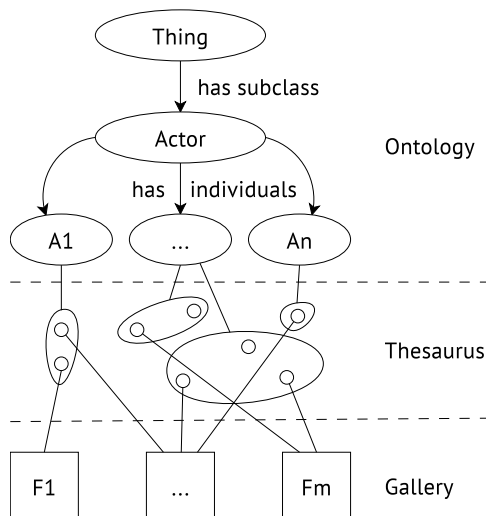 Thing
has subclass
Actor
Ontology
has individuals
A1
...
An
Thesaurus
F1
...
Fm
Gallery